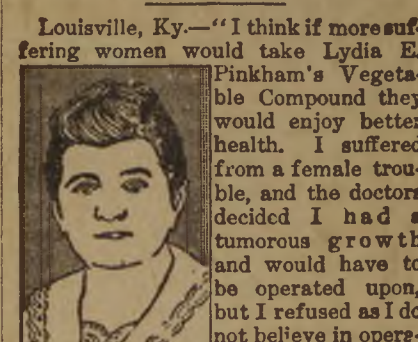 Louisville, Ky.—"I think if more suf-
fering women would take Lydia E.
Pinkham's Vegeta-
ble Compound they
would enjoy better
health. I suffered
from a female trou-
ble, and the doctors
decided I had a
tumorous growth
and would have to
be operated upon,
but I refused as I do
not believe in opera-